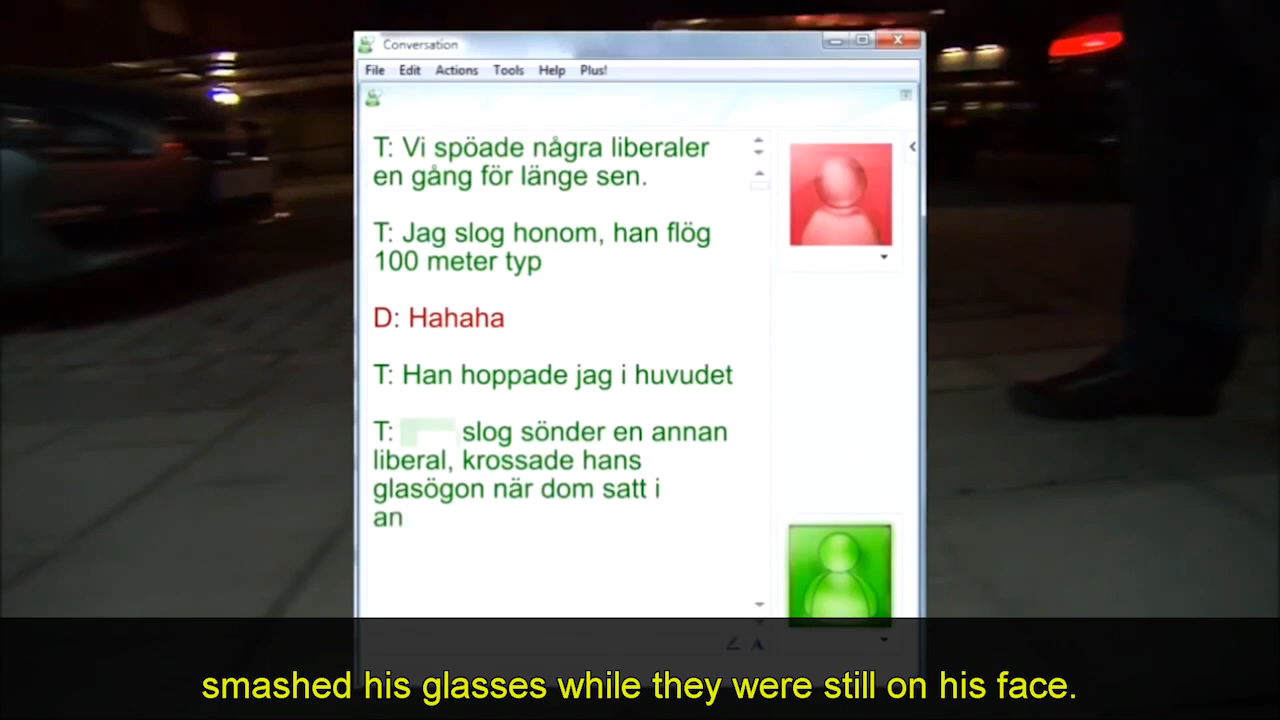 Conversation
File Edit Actions Tools Help Plus!
T: Vi spöade några liberaler
en gång för länge sen.
T: Jag slog honom, han flög
100 meter typ
D: Hahaha
T: Han hoppade jag i huvudet
T: slog sönder en annan
liberal, krossade hans
glasögon när dom satt i
an
A
smashed his glasses while they were still on his face.